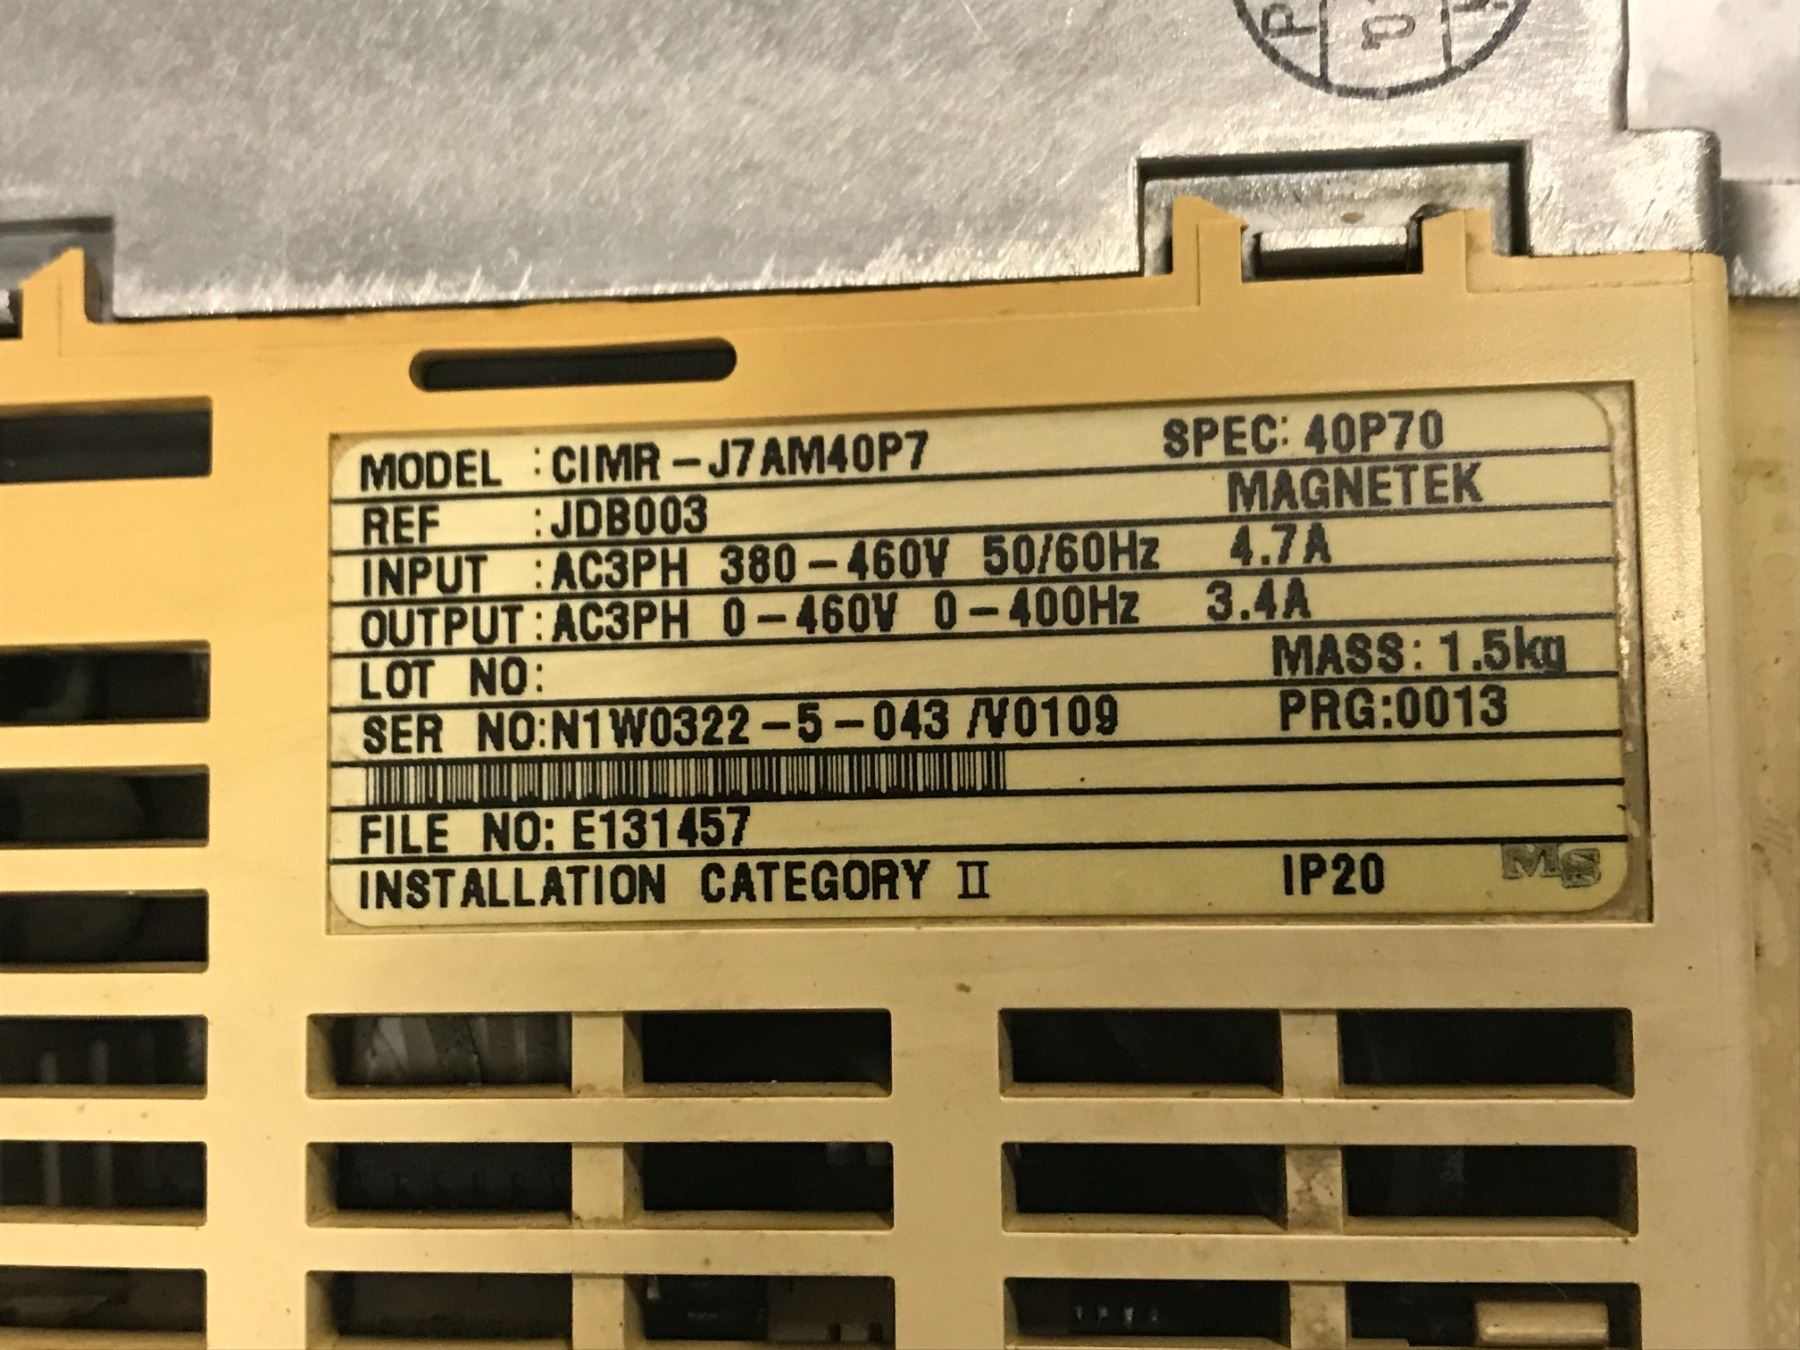 MODEL :CIMR-J7AM40P7 SPEC: 40P70
REF :JDB003 MAGNETEK
INPUT :AC3PH 380-460V 50/60Hz 4.7A
OUTPUT:AC3PH 0-460V 0-400Hz 3.4A
LOT NO: MASS: 1.5kg
SER NO:N1W0322-5-043 /V0109 PRG:0013
FILE NO: E131457
INSTALLATION CATEGORY II IP20 MS